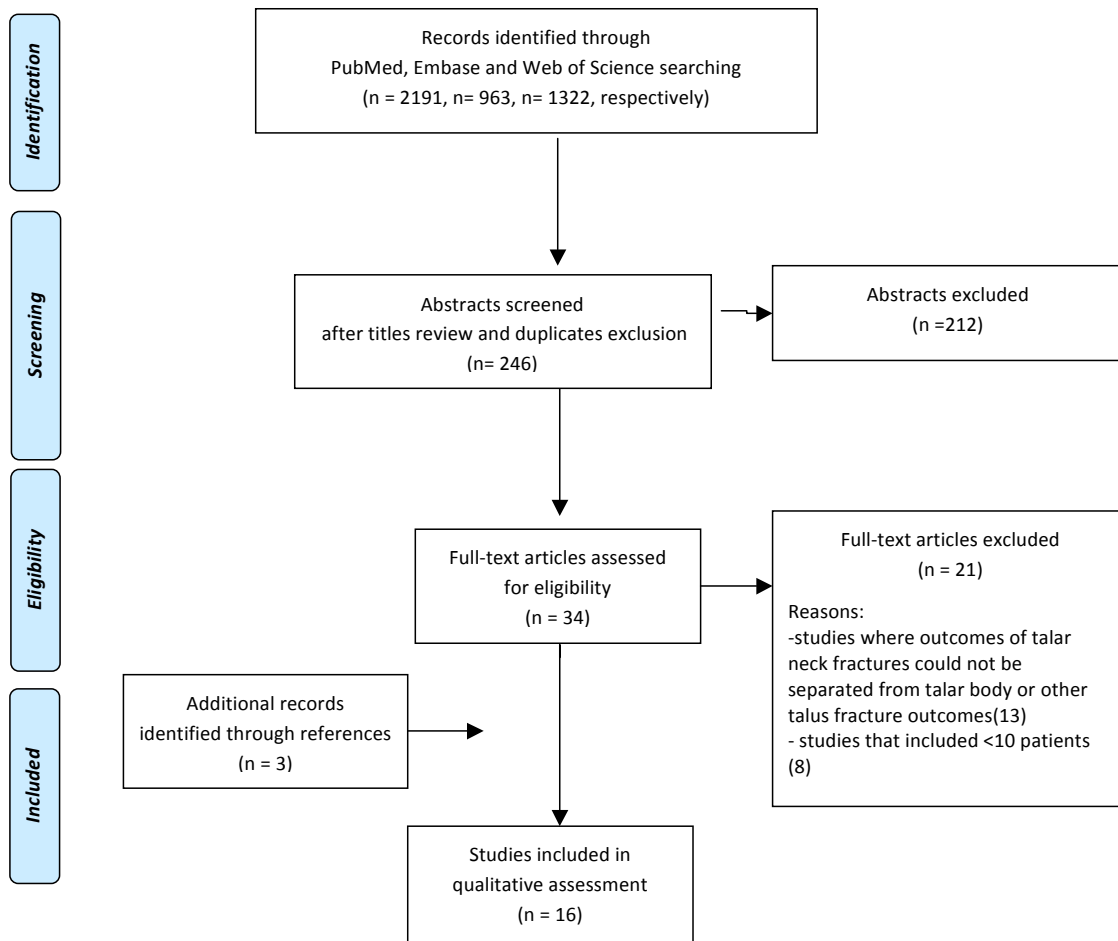 Identification
Records identified through
PubMed, Embase and Web of Science searching
(n = 2191, n= 963, n= 1322, respectively)
Screening
Abstracts screened
after titles review and duplicates exclusion
(n= 246)
Abstracts excluded
(n =212)
Eligibility
Full-text articles assessed
for eligibility
(n = 34)
Full-text articles excluded
(n = 21)
Reasons:
-studies where outcomes of talar
neck fractures could not be
separated from talar body or other
talus fracture outcomes(13)
- studies that included <10 patients
(8)
Included
Additional records
identified through references
(n = 3)
Studies included in
qualitative assessment
(n = 16)